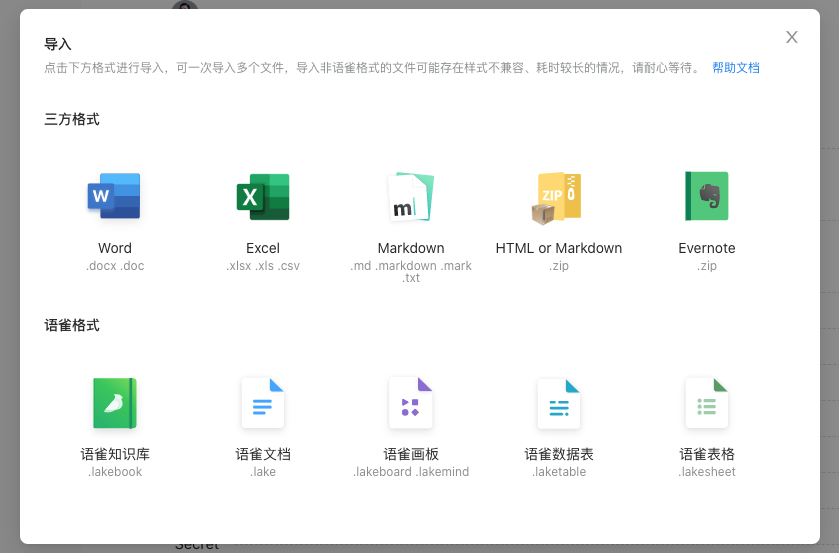 导入
点击下方格式进行导入，可一次导入多个文件，导入非语雀格式的文件可能存在样式不兼容、耗时较长的情况，请耐心等待。 帮助文档
三方格式
W X m ZIP
Word Excel Markdown HTML or Markdown Evernote
.docx .doc .xlsx .xls .csv .md .markdown .mark .zip .zip
.txt
语雀格式
语雀知识库 语雀文档 语雀画板 语雀数据表 语雀表格
.lakebook .lake .lakeboard .lakemind .laketable .lakesheet
Secret